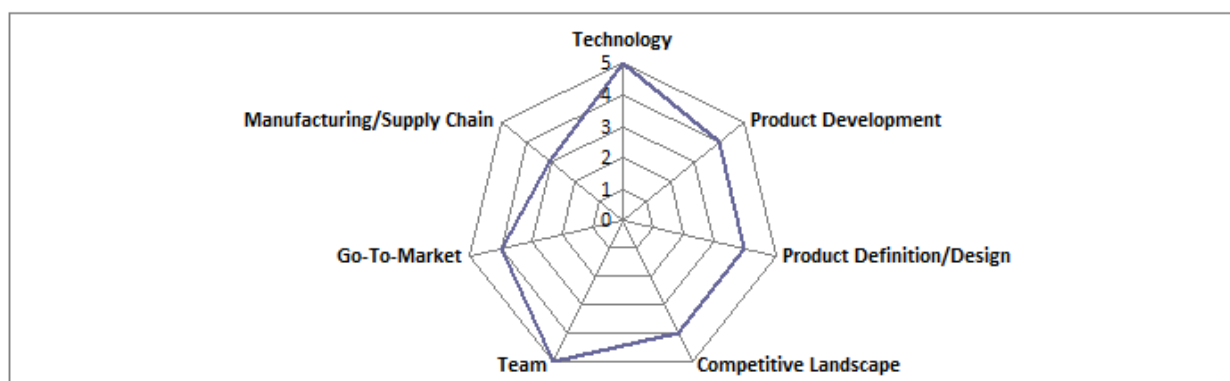 Technology
5
4
Manufacturing/Supply Chain
Product Development
3
2
1
0
Go-To-Market
Product Definition/Design
Team
Competitive Landscape